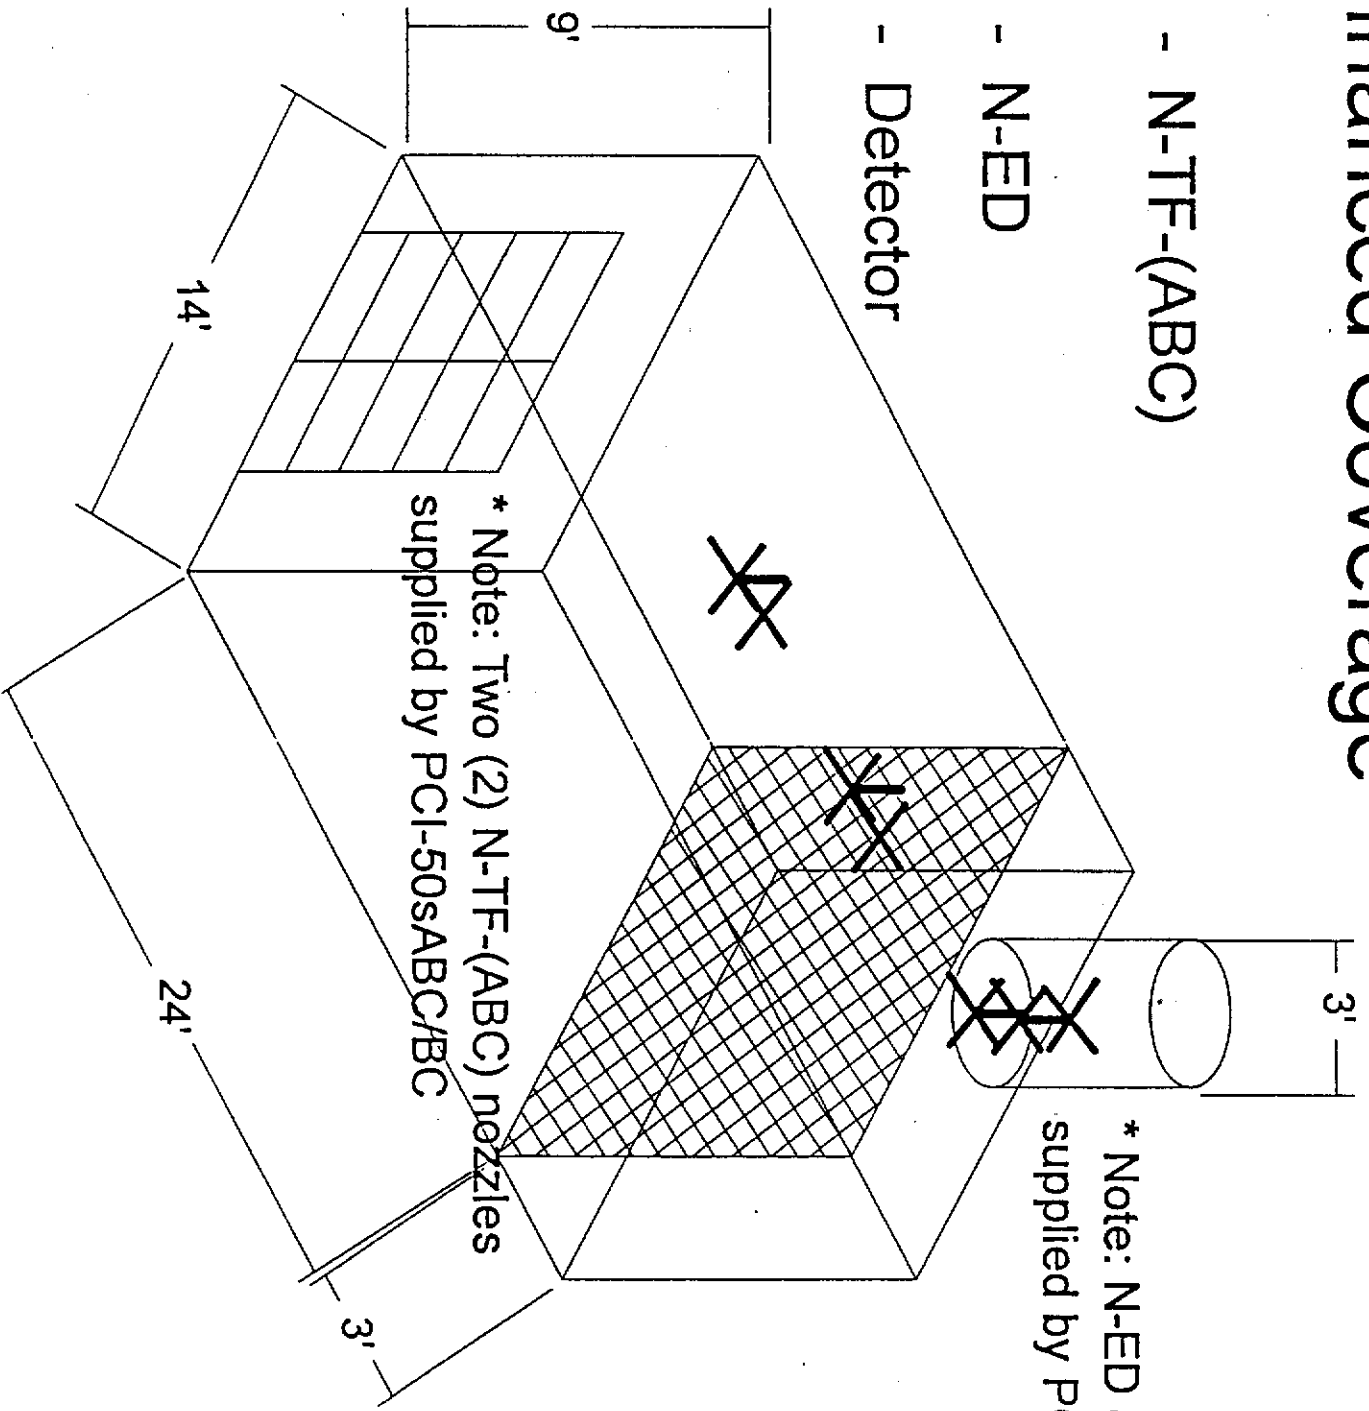 Coverage
- N-TF-(ABC)
- N-ED
- Detector
3'
* Note: N-ED
supplied by
9'
* Note: Two (2) N-TF-(ABC) nozzles
supplied by PCI-50sABC/BC
14'
24'
3'